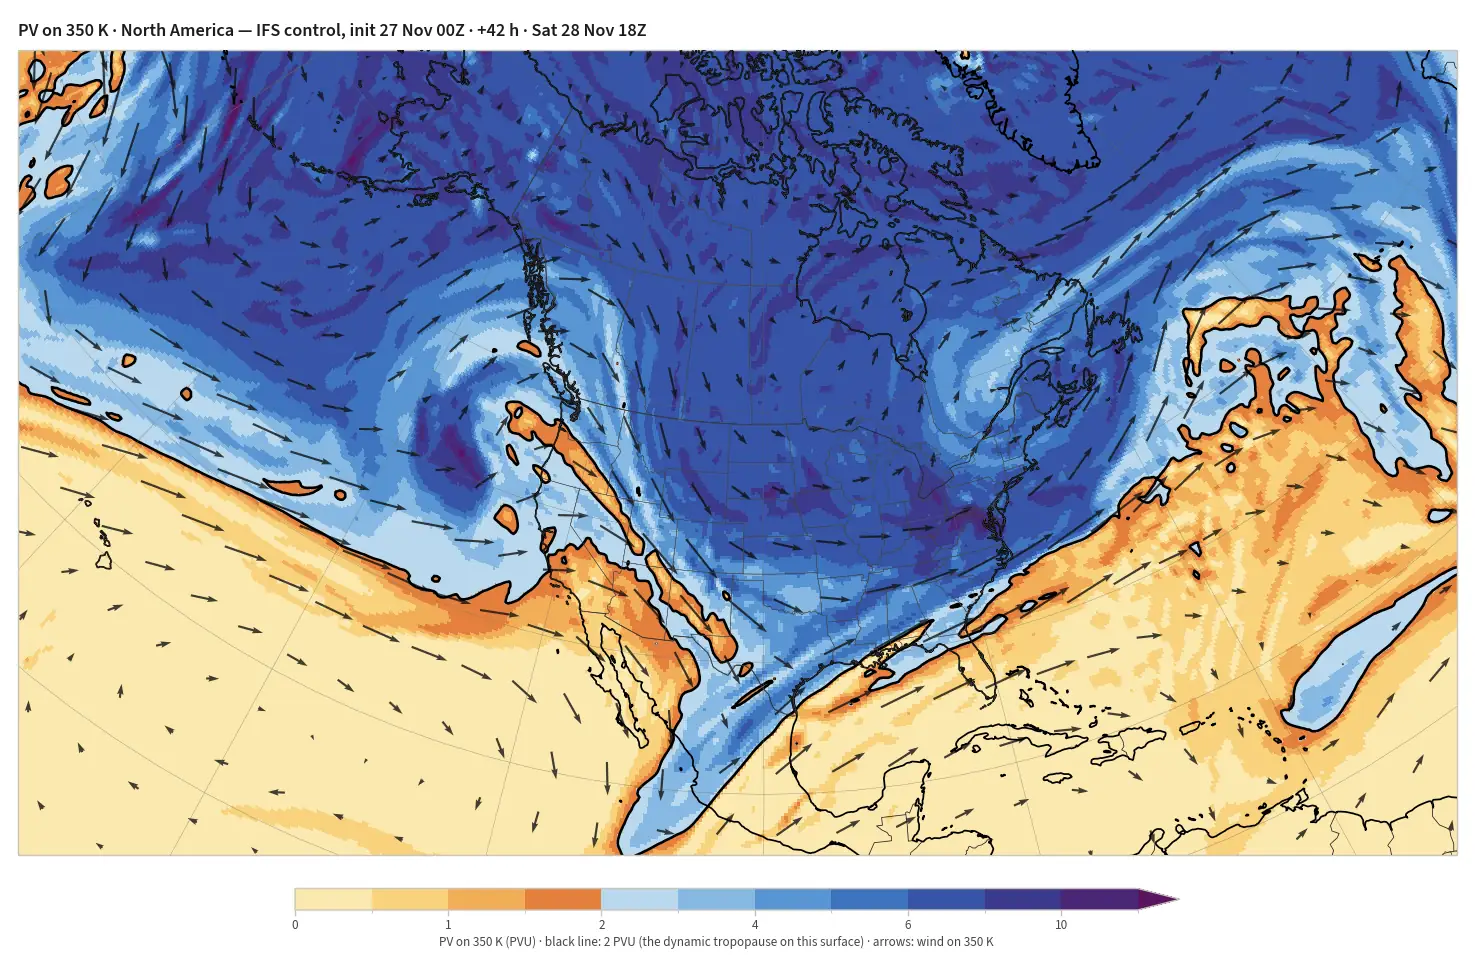 PV on 350 K · North America — IFS control, init 27 Nov 00Z · +42 h · Sat 28 Nov 18Z
0 1 2 4 6 10
PV on 350 K (PVU) · black line: 2 PVU (the dynamic tropopause on this surface) · arrows: wind on 350 K